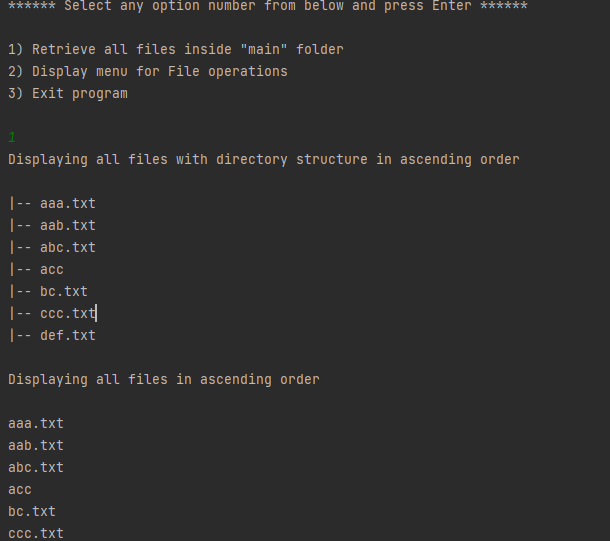 ****** Select any option number from below and press Enter ******
1) Retrieve all files inside "main" folder
2) Display menu for File operations
3) Exit program
1
Displaying all files with directory structure in ascending order
|-- aaa.txt
|-- aab.txt
|-- abc.txt
|-- acc
|-- bc.txt
|-- ccc.txt
|-- def.txt
Displaying all files in ascending order
aaa.txt
aab.txt
abc.txt
acc
bc.txt
ccc.txt